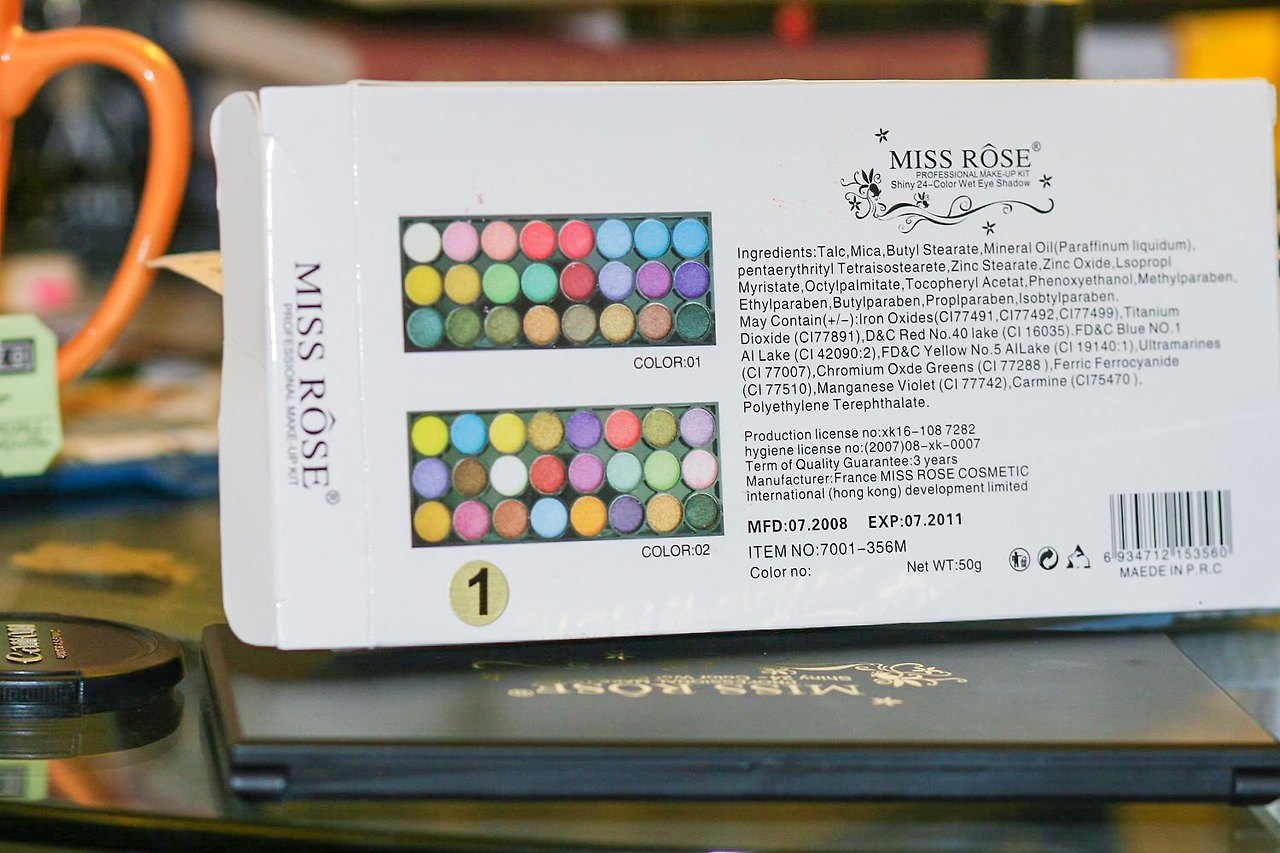 MISS RÔSE®
PROFESSIONAL MAKE-UP KIT
Shiny 24-Color Wet Eye Shadow
MISS RÔSE®
PROFESSIONAL MAKE-UP KIT
COLOR:01
COLOR:02
1
Ingredients:Talc,Mica,Butyl Stearate,Mineral Oil(Paraffinum liquidum),
pentaerythrityl Tetraisostearete,Zinc Stearate,Zinc Oxide,Lsopropl
Myristate,Octylpalmitate,Tocopheryl Acetat,Phenoxyethanol,Methylparaben,
Ethylparaben,Butylparaben,Proplparaben,Isobtylparaben.
May Contain(+/-):Iron Oxides(CI77491,CI77492,CI77499),Titanium
Dioxide (CI77891),D&C Red No.40 lake (CI 16035).FD&C Blue NO.1
Al Lake (CI 42090:2),FD&C Yellow No.5 AlLake (CI 19140:1),Ultramarines
(CI 77007),Chromium Oxde Greens (CI 77288 ),Ferric Ferrocyanide
(CI 77510),Manganese Violet (CI 77742),Carmine (CI75470 ).
Polyethylene Terephthalate.
Production license no:xk16-108 7282
hygiene license no:(2007)08-xk-0007
Term of Quality Guarantee:3 years
Manufacturer:France MISS ROSE COSMETIC
international (hong kong) development limited
MFD:07.2008 EXP:07.2011
ITEM NO:7001-356M
Color no:
Net WT:50g
6 934712 153560
MAEDE IN P.R.C
Canon
MISS RÔSE®